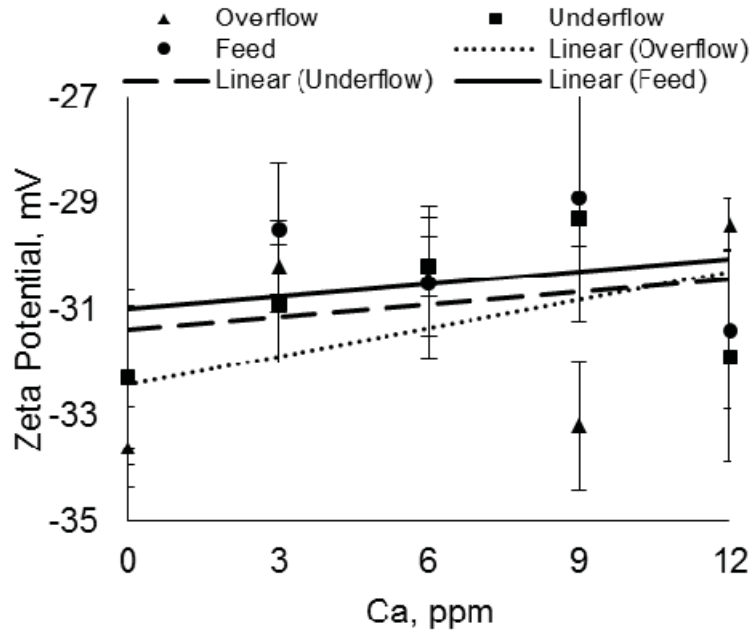 Overflow Underflow
Feed Linear (Overflow)
Linear (Underflow) Linear (Feed)
-27
-29
-31
-33
-35
Zeta Potential, mV
0 3 6 9 12
Ca, ppm